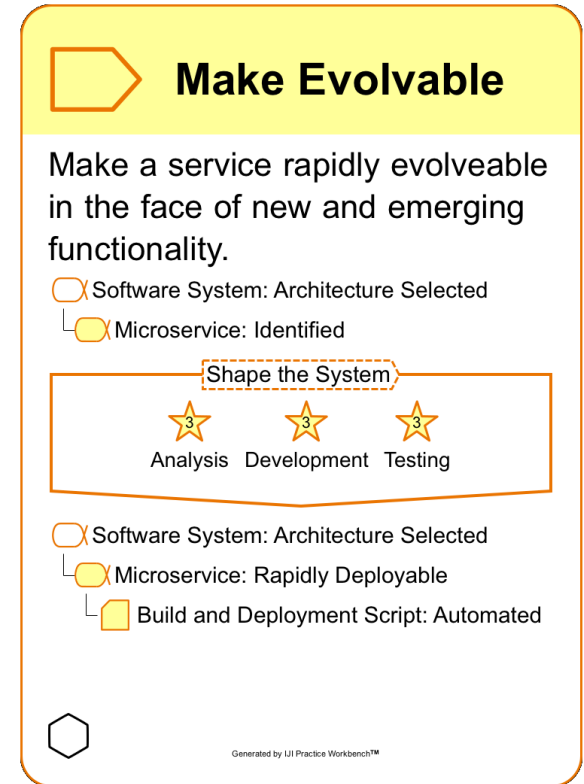 Make Evolvable
Make a service rapidly evolveable
in the face of new and emerging
functionality.
Software System: Architecture Selected
Microservice: Identified
Shape the System
3 3 3
Analysis Development Testing
Software System: Architecture Selected
Microservice: Rapidly Deployable
Build and Deployment Script: Automated
Generated by IJI Practice Workbench™